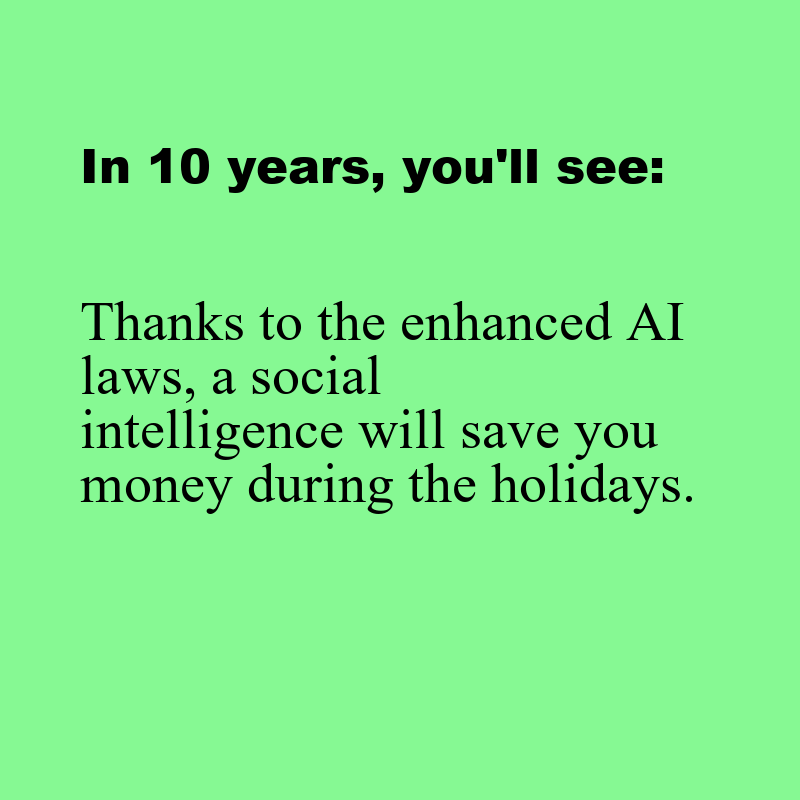 In 10 years, you'll see:
Thanks to the enhanced AI
laws, a social
intelligence will save you
money during the holidays.